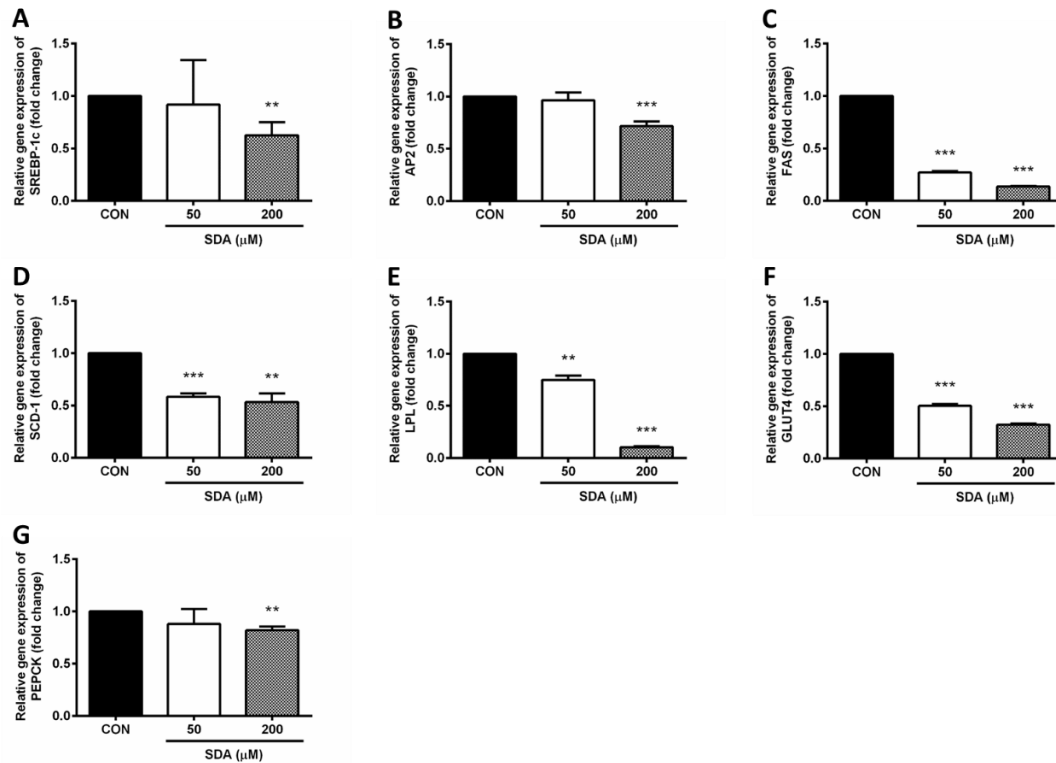 A
Relative gene expression of
SREBP-1c (fold change)
1.5
1.0
0.5
0.0
**
CON
50
200
SDA (μM)
B
Relative gene expression of
AP2 (fold change)
1.5
1.0
0.5
0.0
***
CON
50
200
SDA (μM)
C
Relative gene expression of
FAS (fold change)
1.5
1.0
0.5
0.0
***
***
CON
50
200
SDA (μM)
D
Relative gene expression of
SCD-1 (fold change)
1.5
1.0
0.5
0.0
***
**
CON
50
200
SDA (μM)
E
Relative gene expression of
LPL (fold change)
1.5
1.0
0.5
0.0
**
***
CON
50
200
SDA (μM)
F
Relative gene expression of
GLUT4 (fold change)
1.5
1.0
0.5
0.0
***
***
CON
50
200
SDA (μM)
G
Relative gene expression of
PEPCK (fold change)
1.5
1.0
0.5
0.0
**
CON
50
200
SDA (μM)